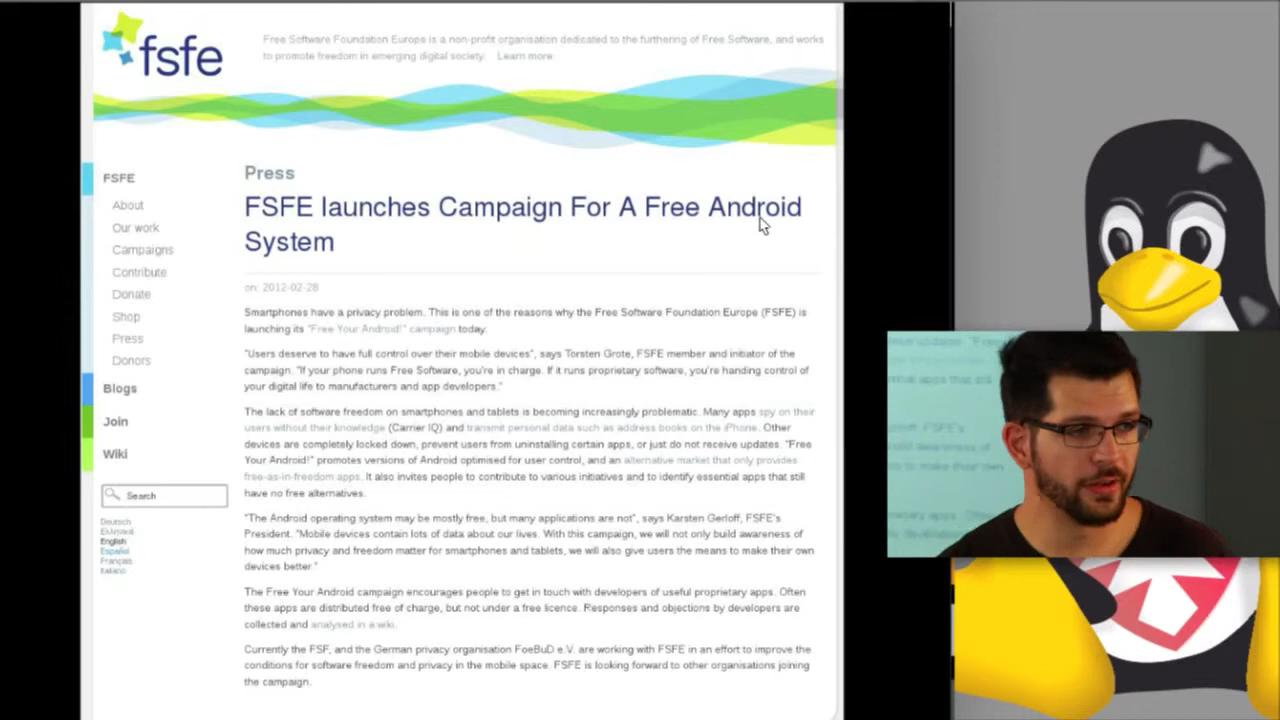 fsfe
Free Software Foundation Europe is a non-profit organisation dedicated to the furthering of Free Software, and works
to promote freedom in emerging digital society. Learn more
FSFE
About
Our work
Campaigns
Contribute
Donate
Shop
Press
Donors
Blogs
Join
Wiki
Search
Deutsch
Ελληνικά
English
Español
Français
Italiano
Press
FSFE launches Campaign For A Free Android
System
on: 2012-02-28
Smartphones have a privacy problem. This is one of the reasons why the Free Software Foundation Europe (FSFE) is
launching its "Free Your Android!" campaign today.
"Users deserve to have full control over their mobile devices", says Torsten Grote, FSFE member and initiator of the
campaign. "If your phone runs Free Software, you're in charge. If it runs proprietary software, you're handing control of
your digital life to manufacturers and app developers."
The lack of software freedom on smartphones and tablets is becoming increasingly problematic. Many apps spy on their
users without their knowledge (Carrier IQ) and transmit personal data such as address books on the iPhone. Other
devices are completely locked down, prevent users from uninstalling certain apps, or just do not receive updates. "Free
Your Android!" promotes versions of Android optimised for user control, and an alternative market that only provides
free-as-in-freedom apps. It also invites people to contribute to various initiatives and to identify essential apps that still
have no free alternatives.
"The Android operating system may be mostly free, but many applications are not", says Karsten Gerloff, FSFE's
President. "Mobile devices contain lots of data about our lives. With this campaign, we will not only build awareness of
how much privacy and freedom matter for smartphones and tablets, we will also give users the means to make their own
devices better."
The Free Your Android campaign encourages people to get in touch with developers of useful proprietary apps. Often
these apps are distributed free of charge, but not under a free licence. Responses and objections by developers are
collected and analysed in a wiki.
Currently the FSF, and the German privacy organisation FoeBuD e.V. are working with FSFE in an effort to improve the
conditions for software freedom and privacy in the mobile space. FSFE is looking forward to other organisations joining
the campaign.